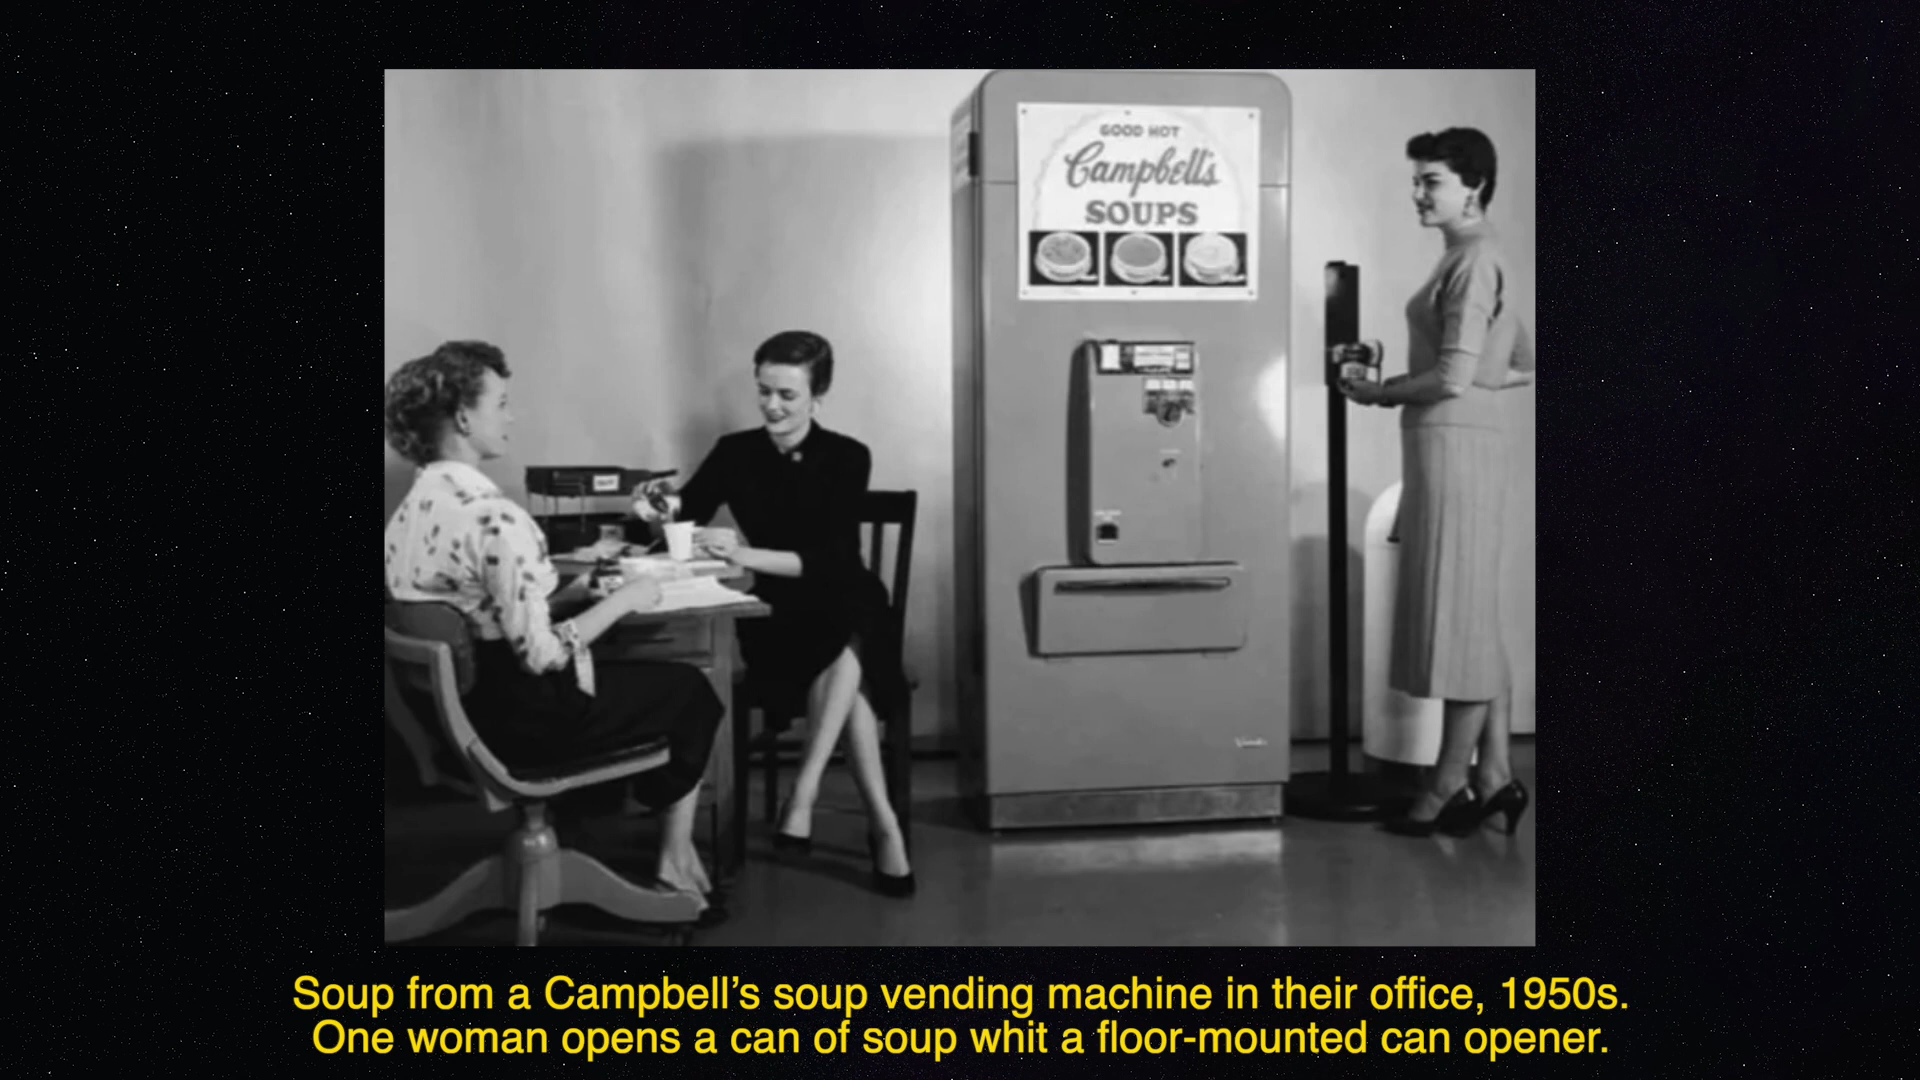 GOOD HOT
Campbell's
SOUPS
Soup from a Campbell’s soup vending machine in their office, 1950s.
One woman opens a can of soup whit a floor-mounted can opener.